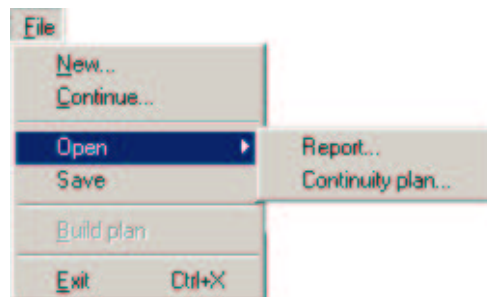 File
New...
Continue...
Open
Report...
Save
Continuity plan...
Build plan
Exit Ctrl+X